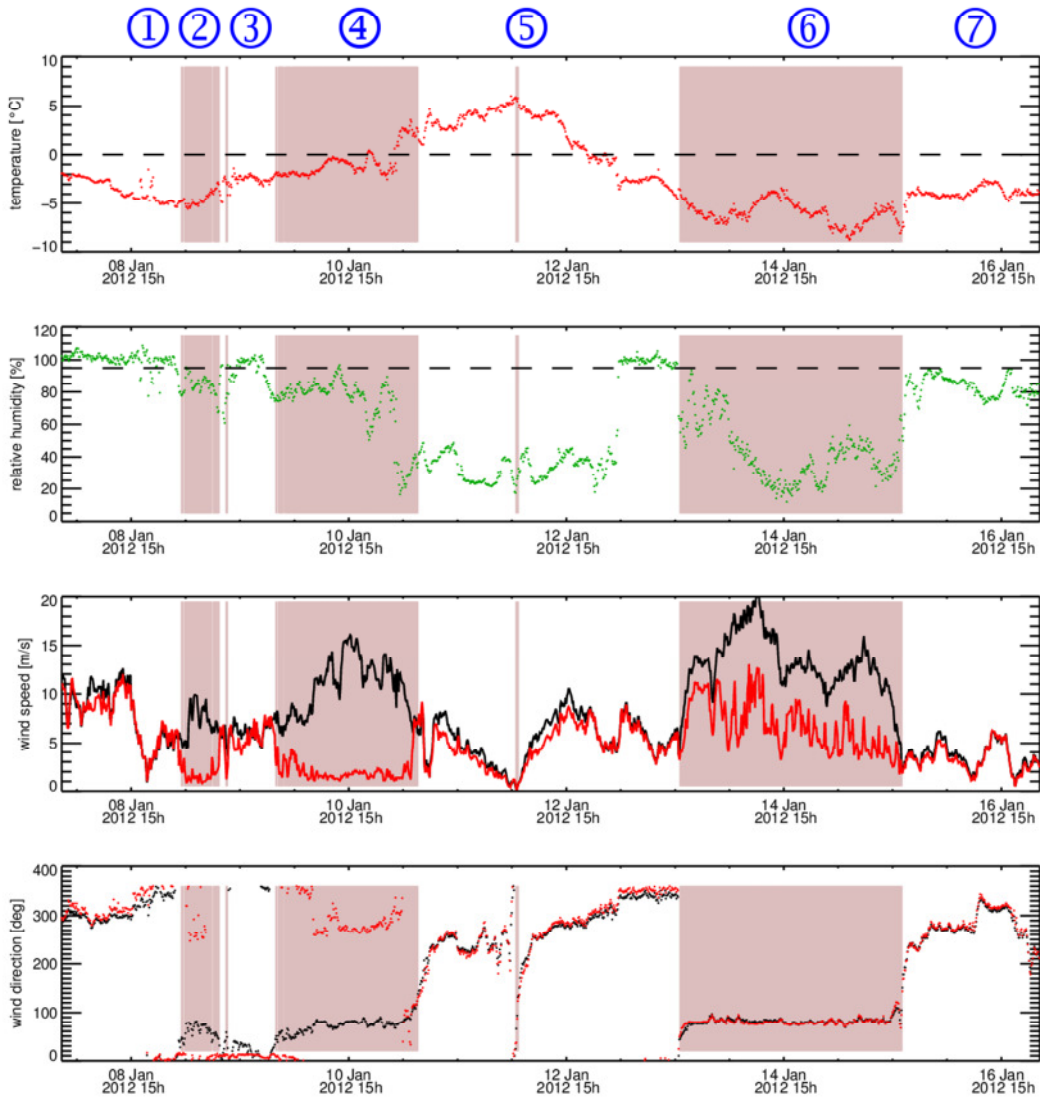 ① ② ③ ④ ⑤ ⑥ ⑦
temperature [°C]
10
5
0
−5
−10
08 Jan 10 Jan 12 Jan 14 Jan 16 Jan
2012 15h 2012 15h 2012 15h 2012 15h 2012 15h
relative humidity [%]
120
100
80
60
40
20
0
08 Jan 10 Jan 12 Jan 14 Jan 16 Jan
2012 15h 2012 15h 2012 15h 2012 15h 2012 15h
wind speed [m/s]
20
15
10
5
0
08 Jan 10 Jan 12 Jan 14 Jan 16 Jan
2012 15h 2012 15h 2012 15h 2012 15h 2012 15h
wind direction [deg]
400
300
200
100
0
08 Jan 10 Jan 12 Jan 14 Jan 16 Jan
2012 15h 2012 15h 2012 15h 2012 15h 2012 15h